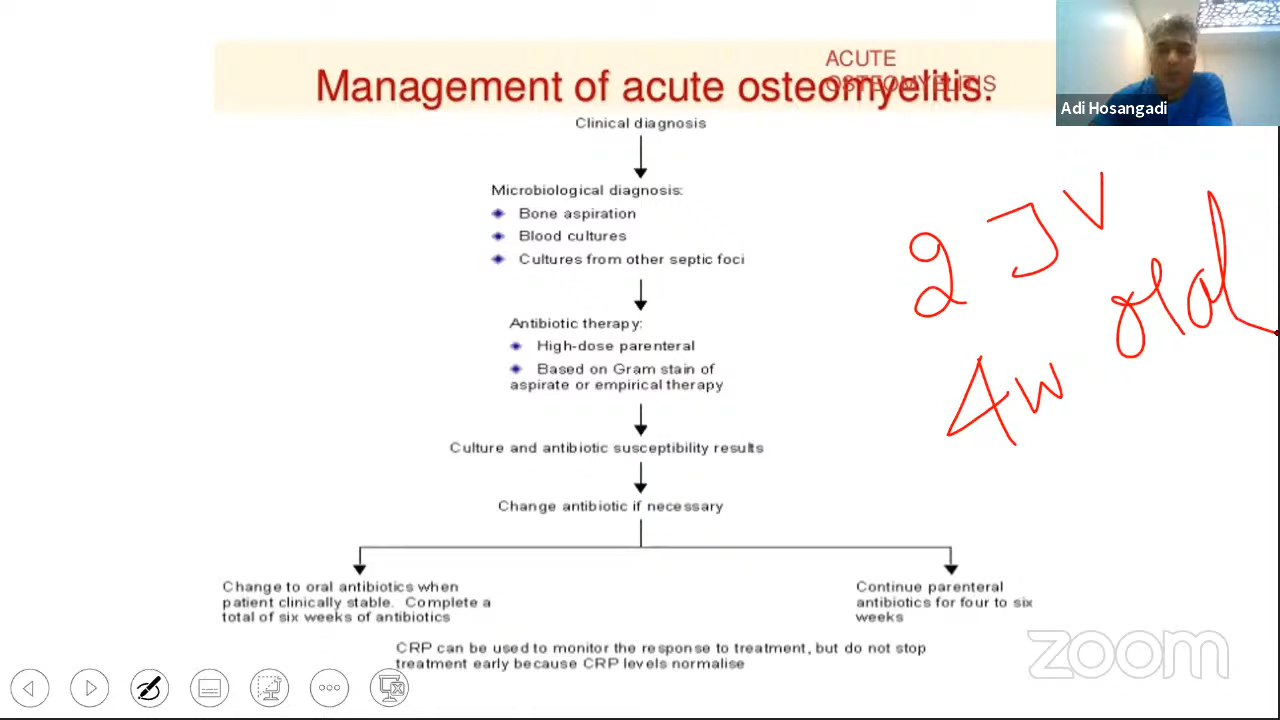 ACUTE
OSTEOMYELITIS
Management of acute osteomyelitis.
Adi Hosangadi
Clinical diagnosis
Microbiological diagnosis:
Bone aspiration
Blood cultures
Cultures from other septic foci
Antibiotic therapy:
High-dose parenteral
Based on Gram stain of
aspirate or empirical therapy
Culture and antibiotic susceptibility results
Change antibiotic if necessary
Change to oral antibiotics when
patient clinically stable. Complete a
total of six weeks of antibiotics
Continue parenteral
antibiotics for four to six
weeks
CRP can be used to monitor the response to treatment, but do not stop
treatment early because CRP levels normalise
2 IV
4w oral
zoom